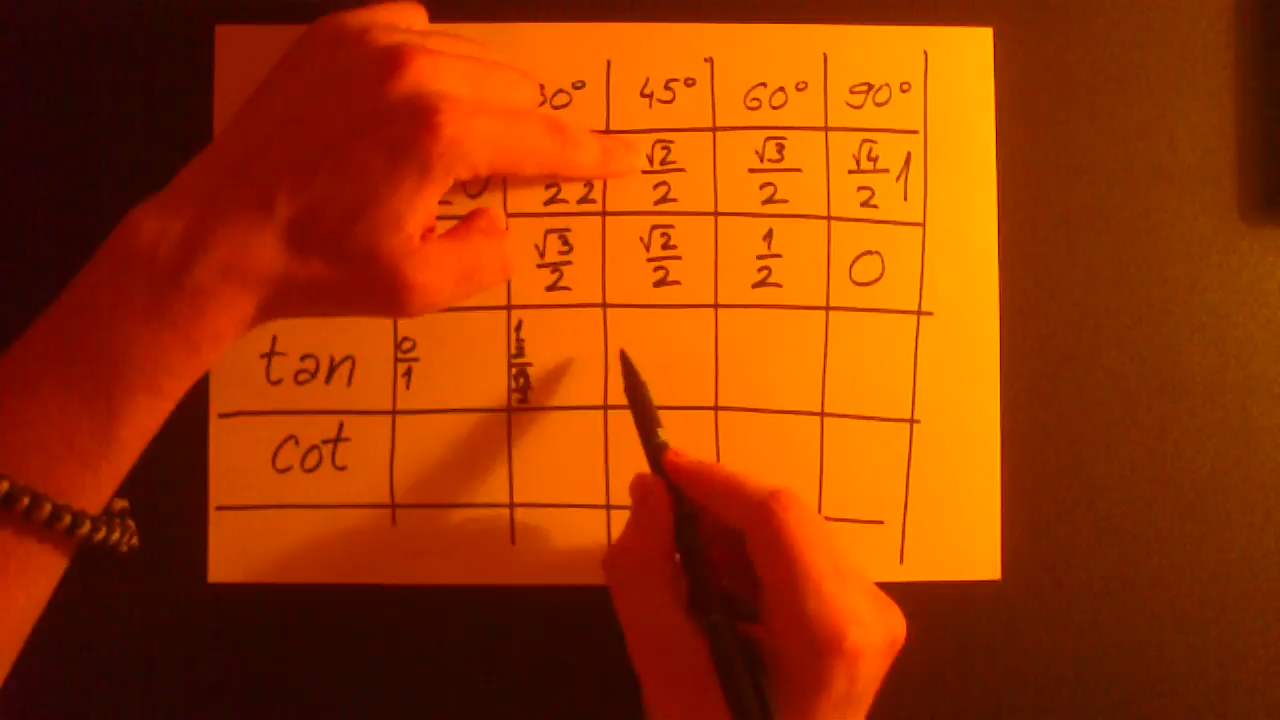 45° 60° 90°
√2/2 √3/2 √4/2 1
√3/2 √2/2 1/2 0
tan 0/1
cot